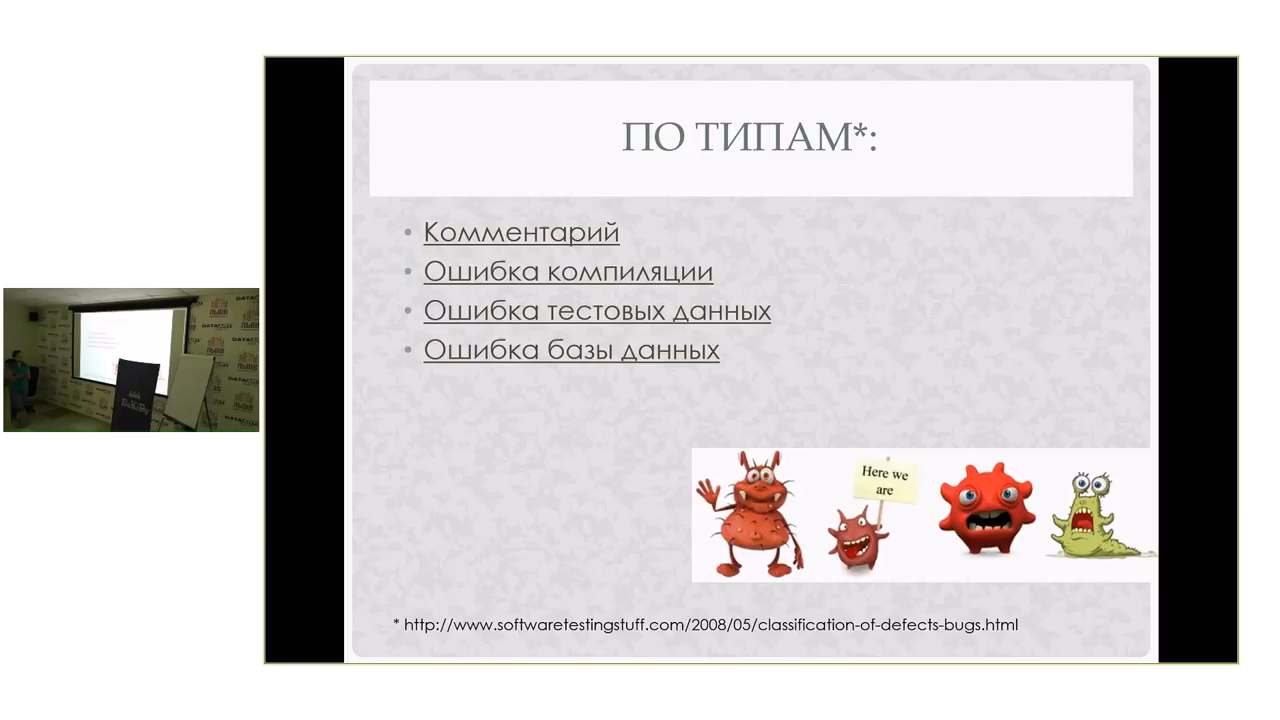 ПО ТИПАМ*:
• Комментарий
• Ошибка компиляции
• Ошибка тестовых данных
• Ошибка базы данных
Here we
are
* http://www.softwaretestingstuff.com/2008/05/classification-of-defects-bugs.html